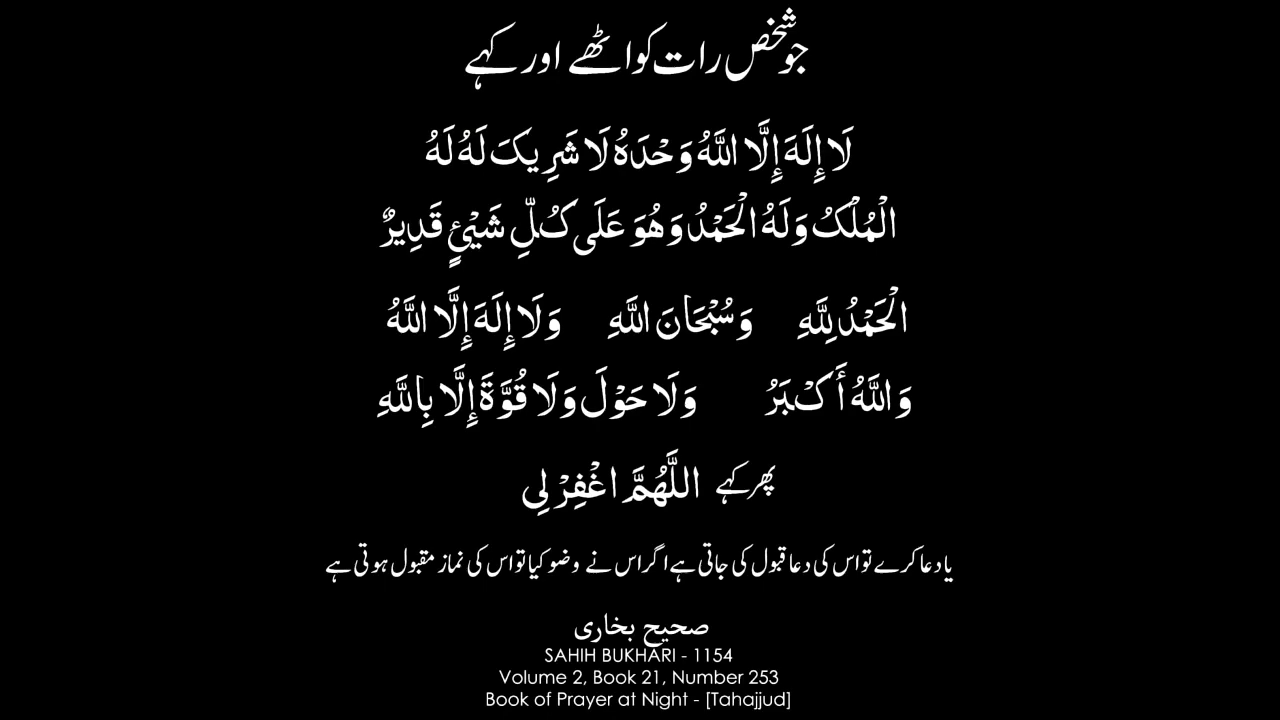 جو شخص رات کو اٹھے اور کہے
لَا إِلَهَ إِلَّا اللَّهُ وَحْدَهُ لَا شَرِيكَ لَهُ لَهُ
الْمُلْكُ وَلَهُ الْحَمْدُ وَهُوَ عَلَى كُلِّ شَيْئٍ قَدِيرٌ
الْحَمْدُ لِلَّهِ وَسُبْحَانَ اللَّهِ وَلَا إِلَهَ إِلَّا اللَّهُ
وَاللَّهُ أَكْبَرُ وَلَا حَوْلَ وَلَا قُوَّةَ إِلَّا بِاللَّهِ
پھر کہے اللَّهُمَّ اغْفِرْ لِي
یا دعا کرے تو اس کی دعا قبول کی جاتی ہے اگر اس نے وضو کیا تو اس کی نماز مقبول ہوتی ہے
صحیح بخاری
SAHIH BUKHARI - 1154
Volume 2, Book 21, Number 253
Book of Prayer at Night - [Tahajjud]